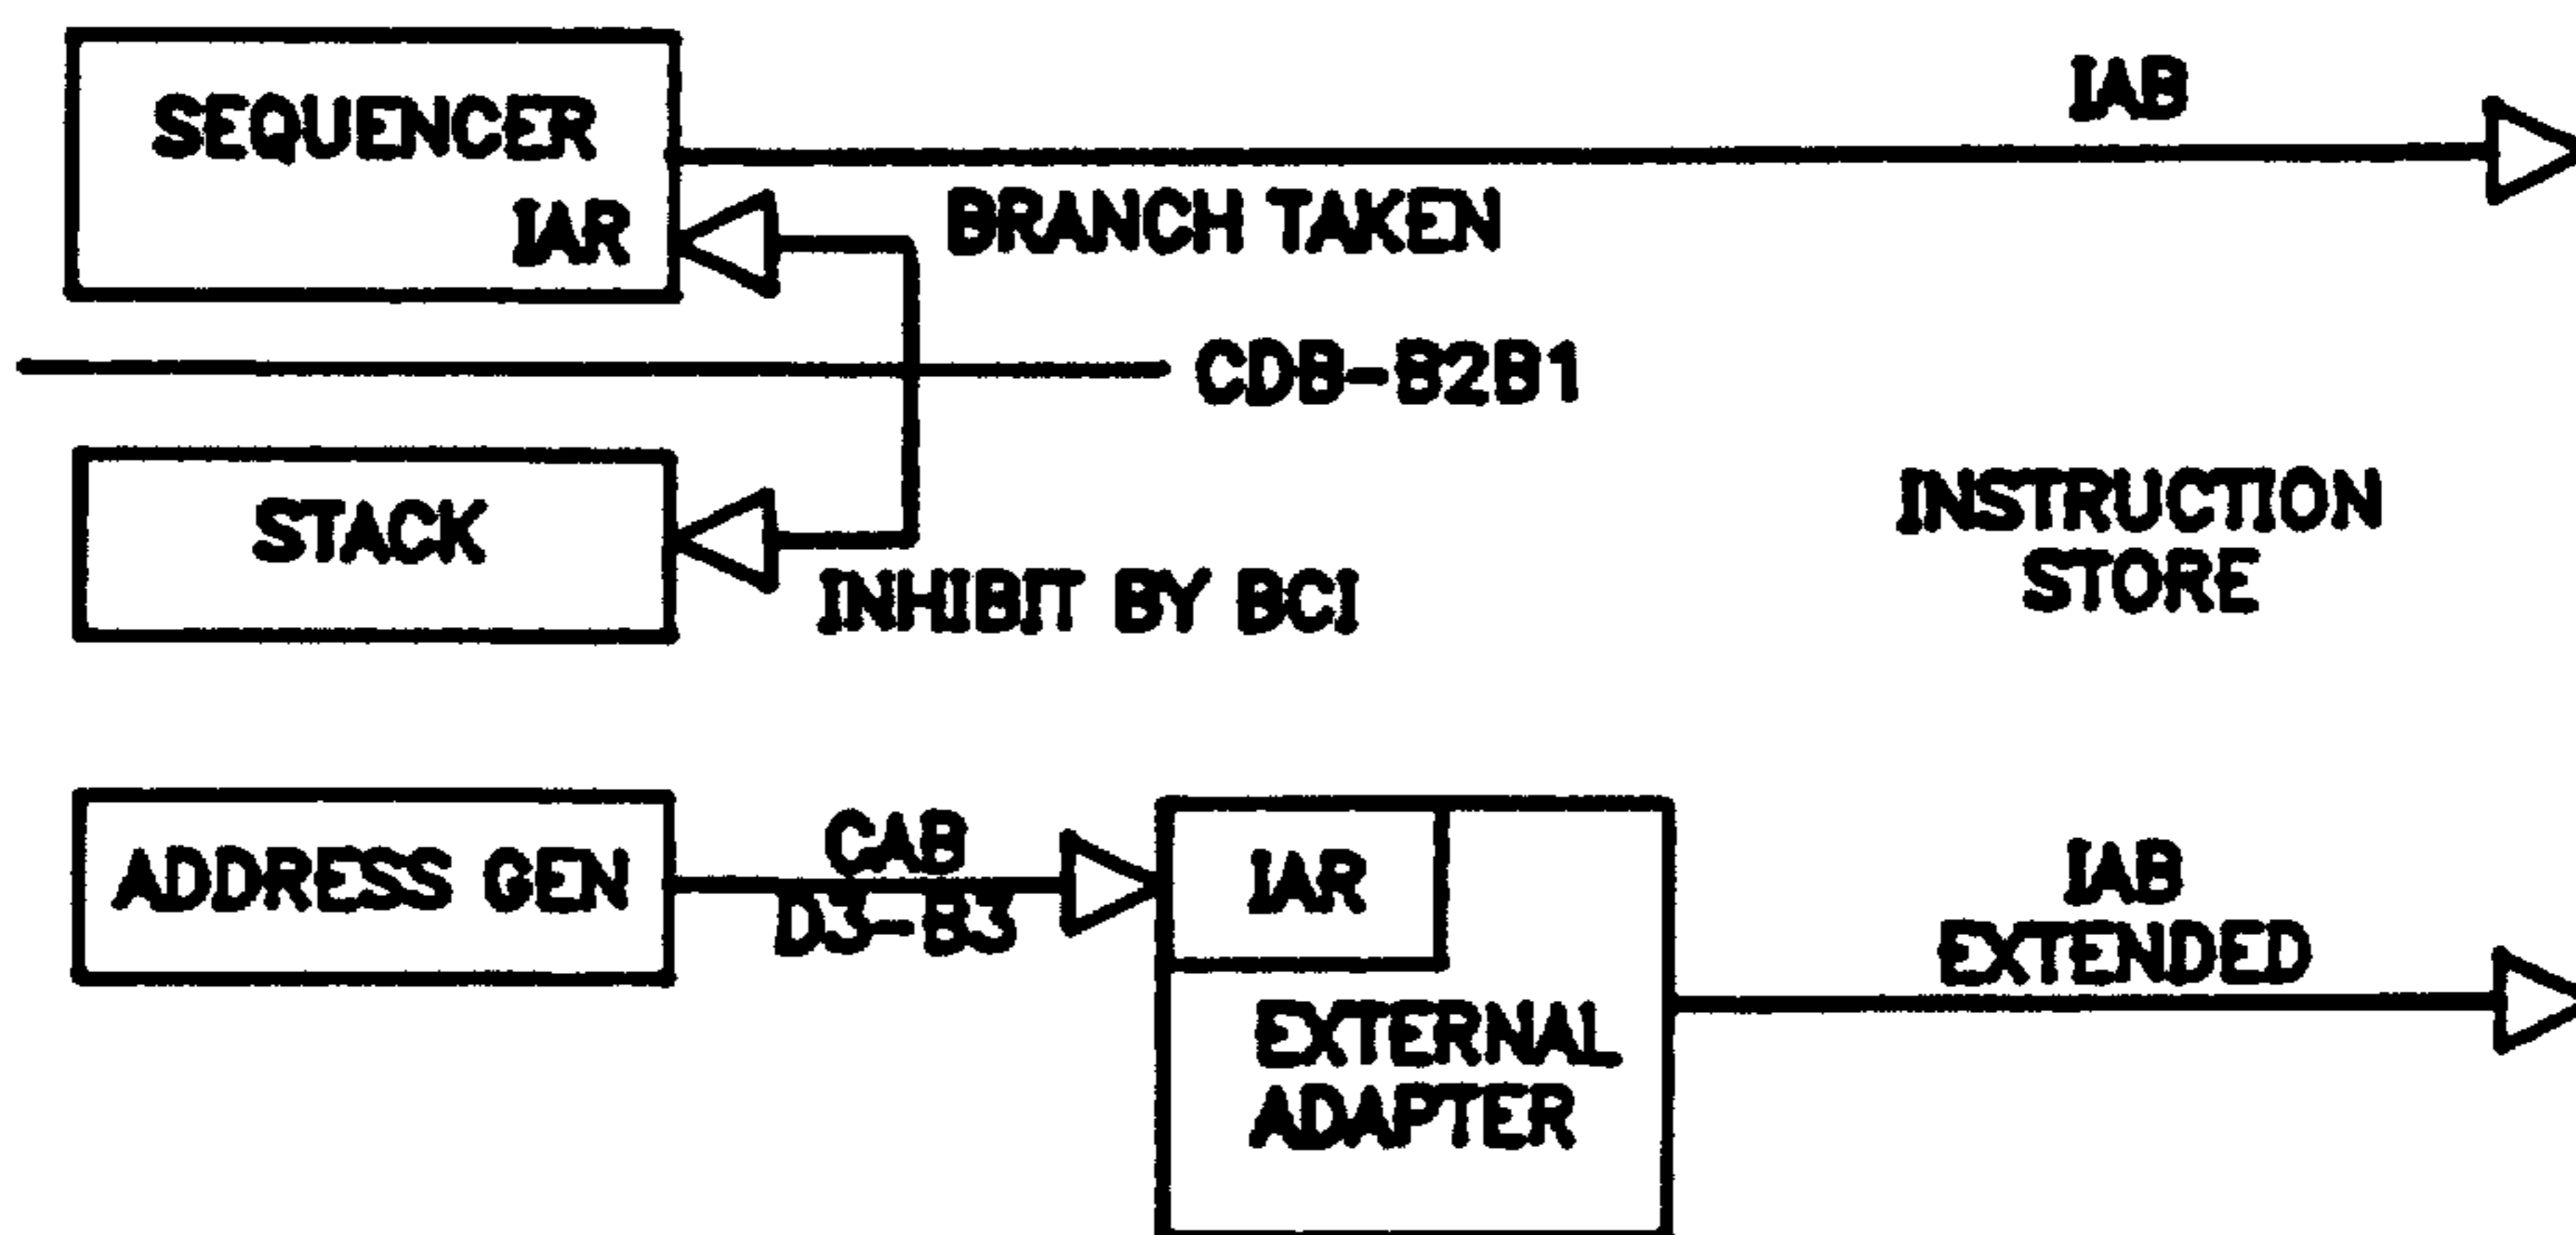 SEQUENCER
IAR
IAB
BRANCH TAKEN
CDB-B2B1
STACK
INHIBIT BY BCI
INSTRUCTION
STORE
ADDRESS GEN
CAB
D3-B3
IAR
EXTERNAL
ADAPTER
IAB
EXTENDED